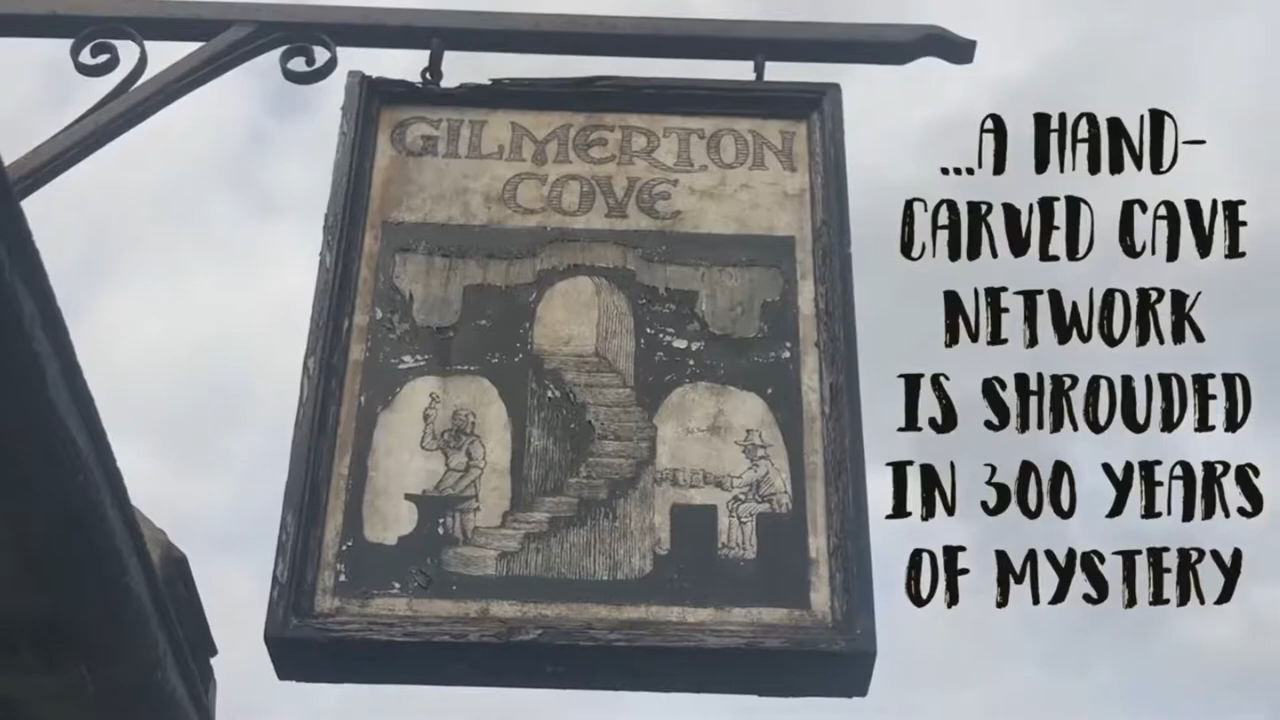 GILMERTON
COVE
...A HAND-
CARVED CAVE
NETWORK
IS SHROUDED
IN 300 YEARS
OF MYSTERY